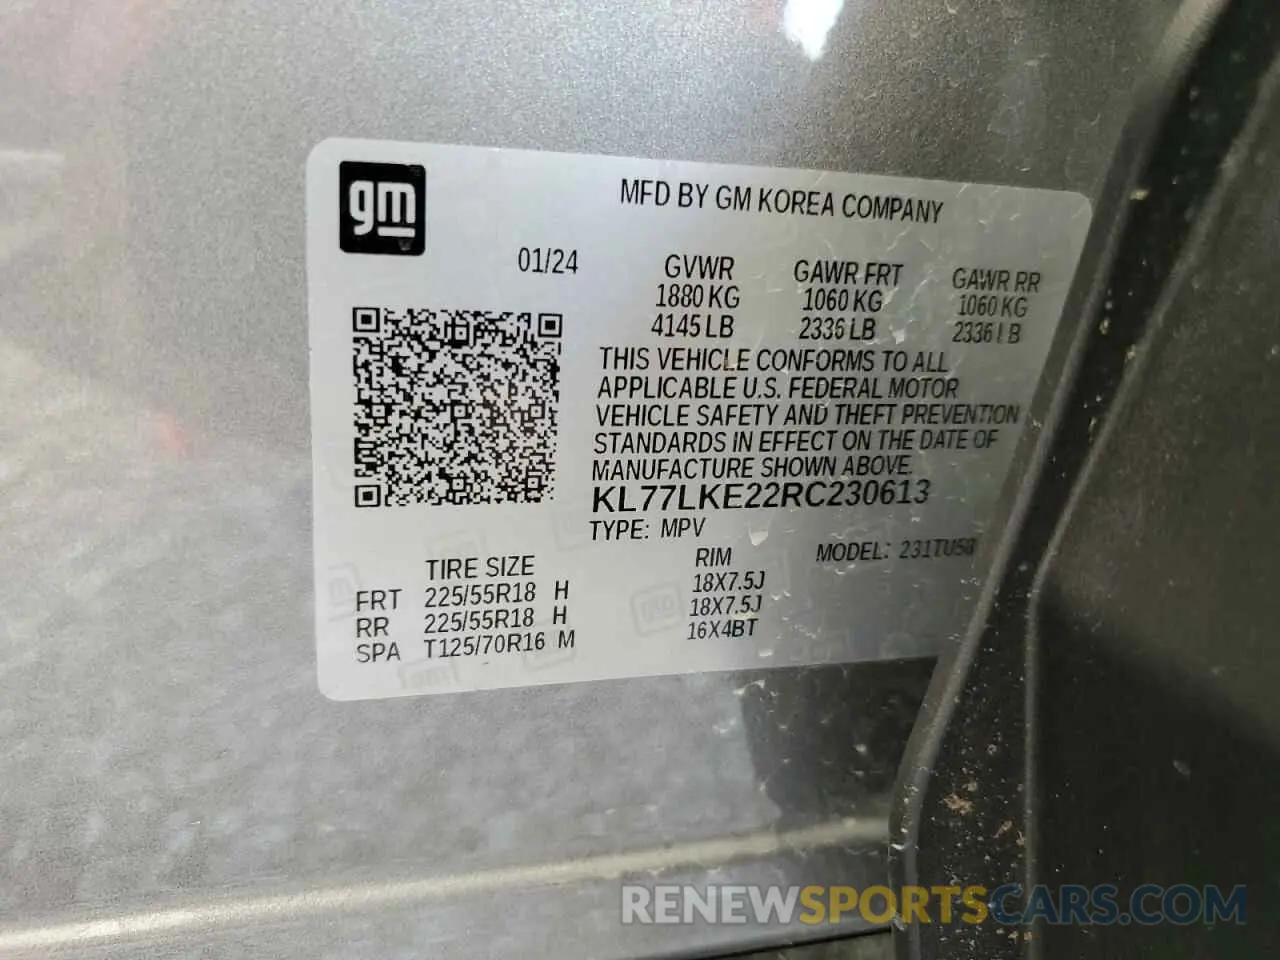 gm
MFD BY GM KOREA COMPANY
01/24
GVWR GAWR FRT GAWR RR
1880 KG 1060 KG 1060 KG
4145 LB 2336 LB 2336 LB
THIS VEHICLE CONFORMS TO ALL
APPLICABLE U.S. FEDERAL MOTOR
VEHICLE SAFETY AND THEFT PREVENTION
STANDARDS IN EFFECT ON THE DATE OF
MANUFACTURE SHOWN ABOVE.
KL77LKE22RC230613
TYPE: MPV
MODEL: 231TU58
TIRE SIZE RIM
FRT 225/55R18 H 18X7.5J
RR 225/55R18 H 18X7.5J
SPA T125/70R16 M 16X4BT
RENEWSPORTSCARS.COM